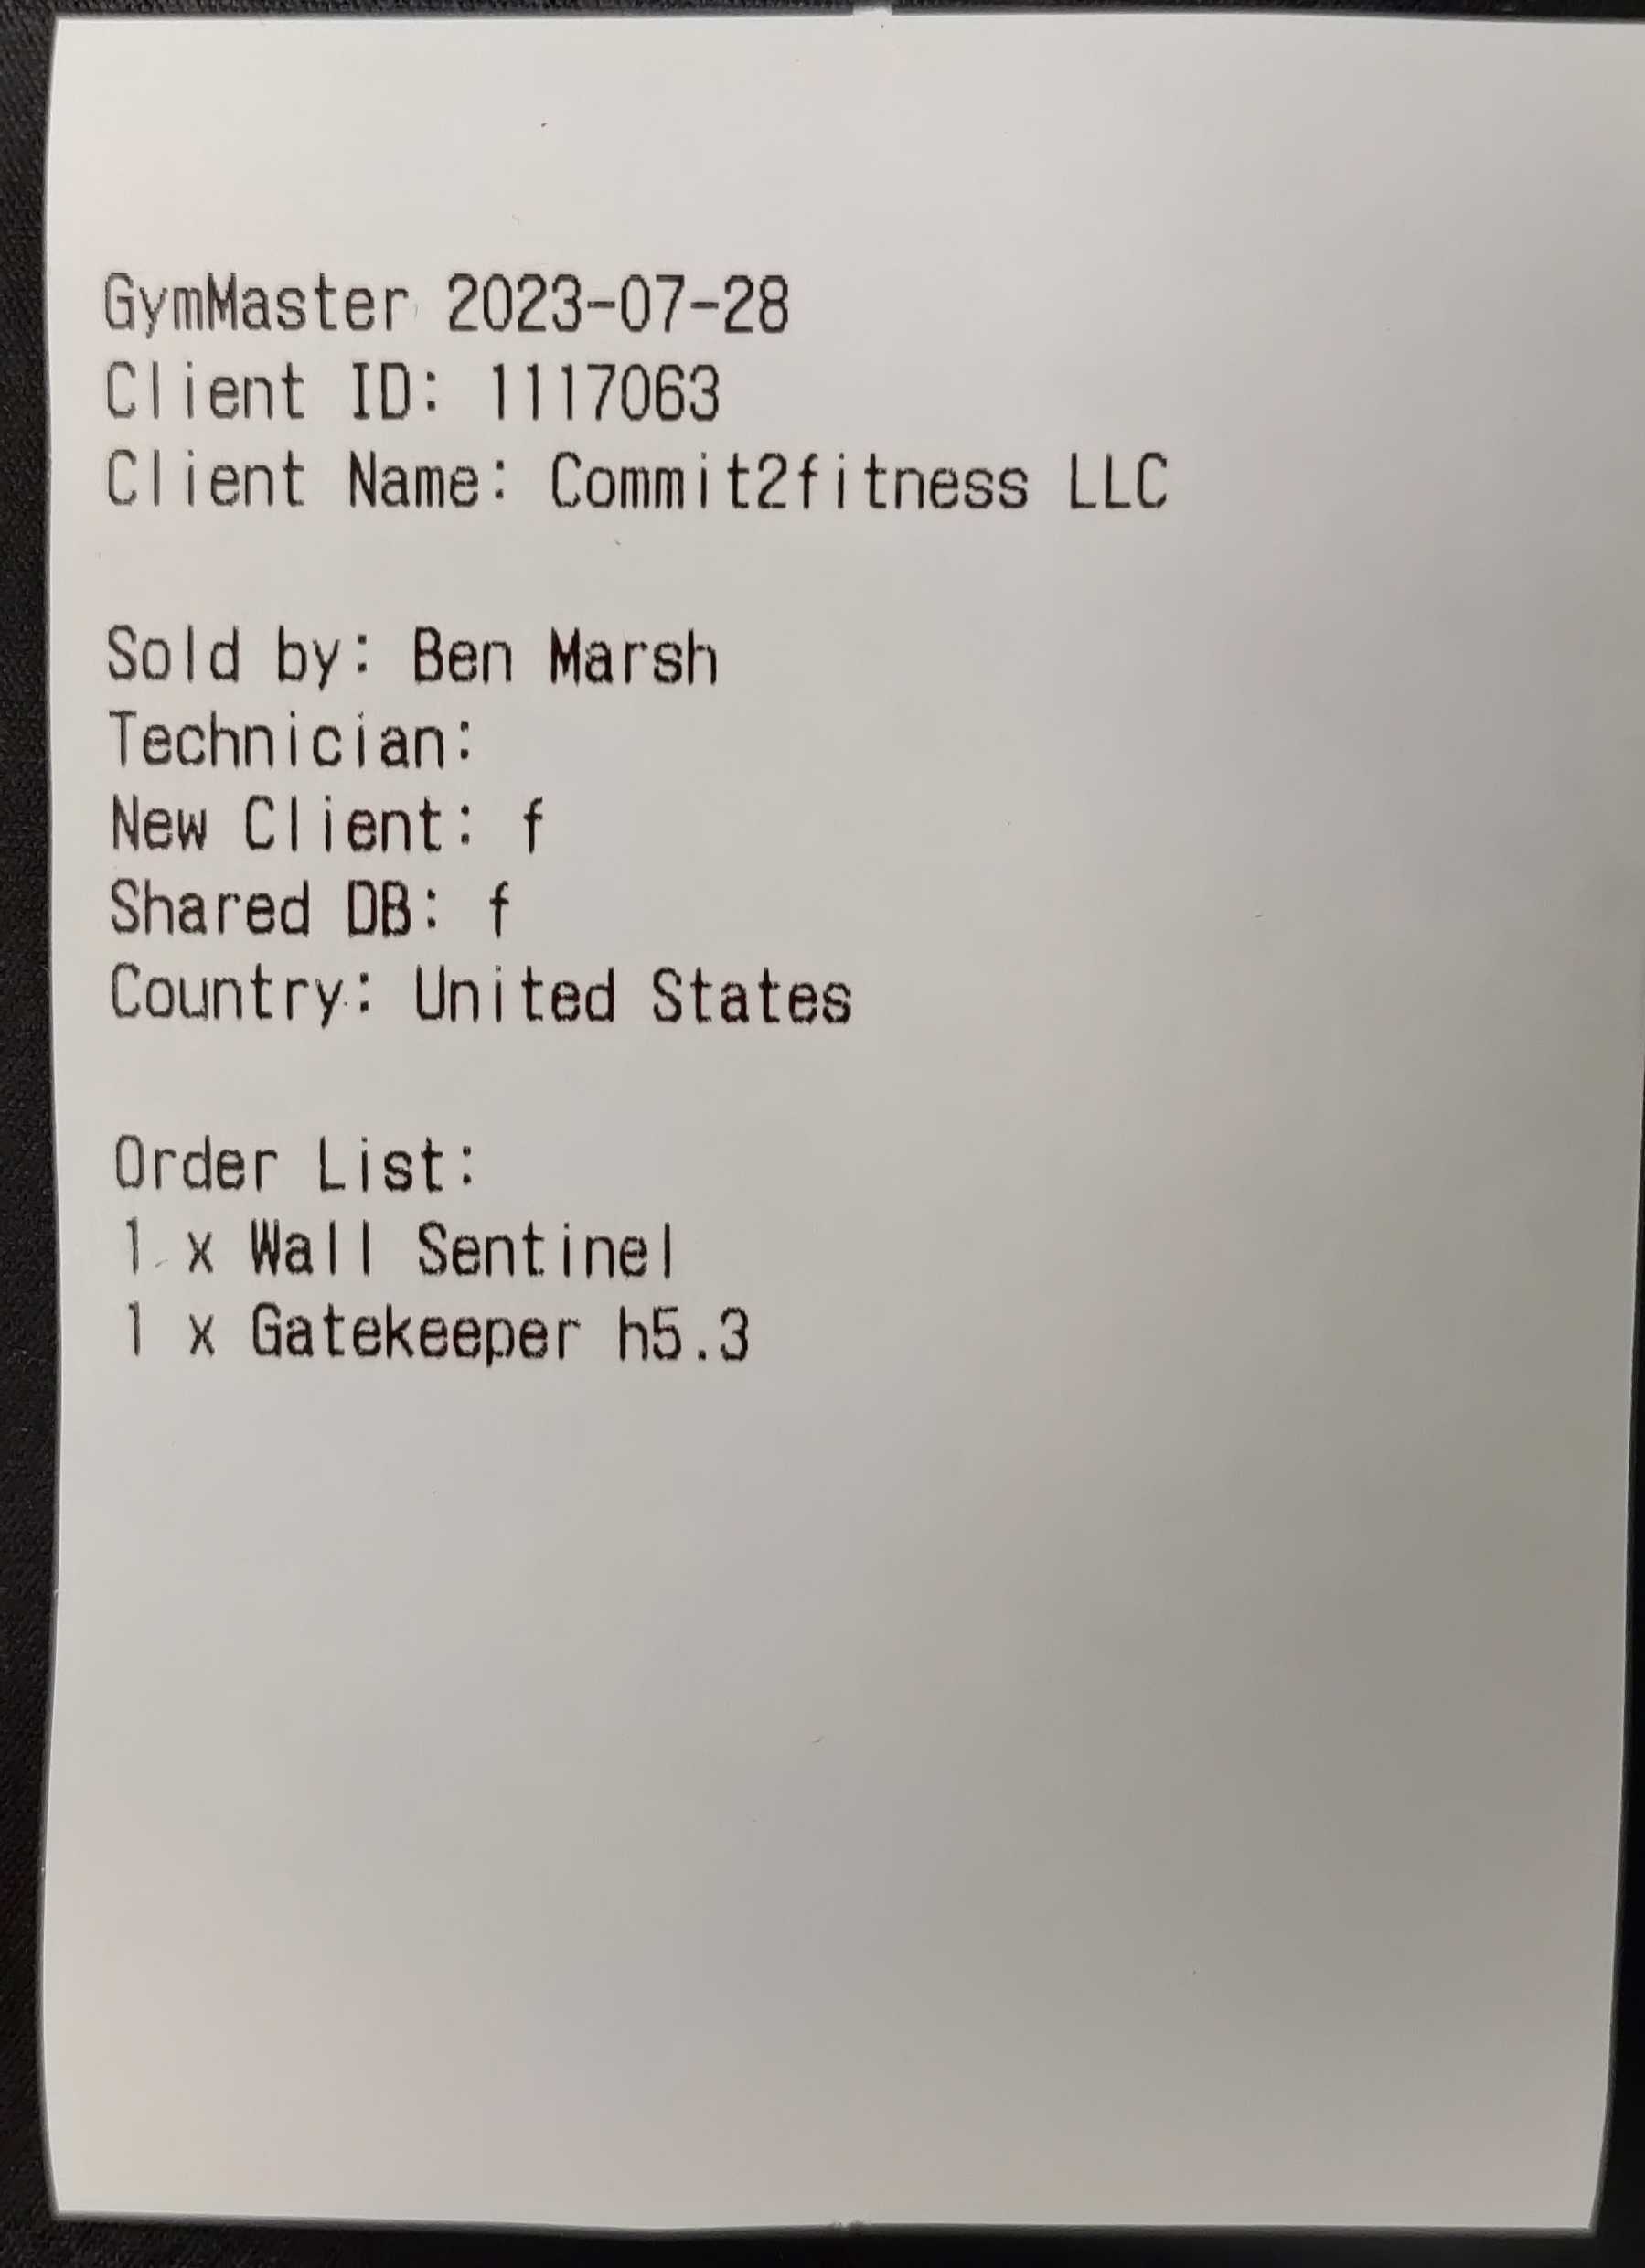 GymMaster 2023-07-28
Client ID: 1117063
Client Name: Commit2fitness LLC
Sold by: Ben Marsh
Technician:
New Client: f
Shared DB: f
Country: United States
Order List:
1 x Wall Sentinel
1 x Gatekeeper h5.3